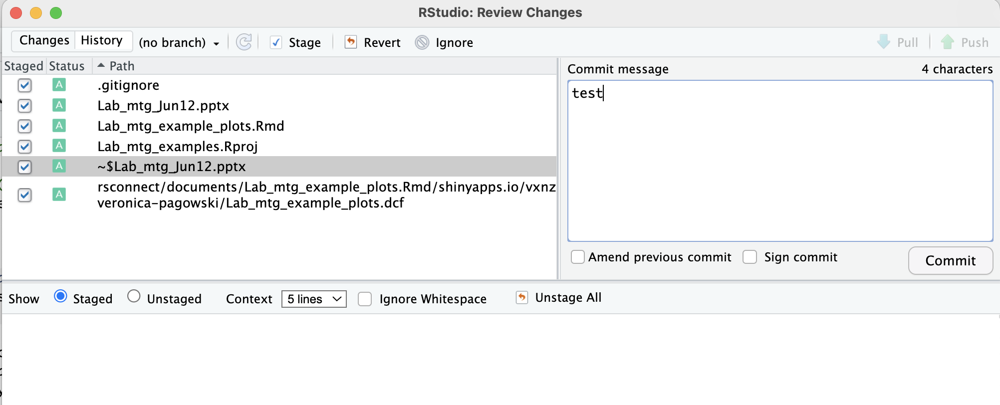 RStudio: Review Changes
Changes History (no branch) Stage Revert Ignore Pull Push
Staged Status Path
A .gitignore
A Lab_mtg_Jun12.pptx
A Lab_mtg_example_plots.Rmd
A Lab_mtg_examples.Rproj
A ~$Lab_mtg_Jun12.pptx
A rsconnect/documents/Lab_mtg_example_plots.Rmd/shinyapps.io/vxnz
veronica-pagowski/Lab_mtg_example_plots.dcf
Commit message 4 characters
test
Amend previous commit Sign commit Commit
Show Staged Unstaged Context 5 lines Ignore Whitespace Unstage All